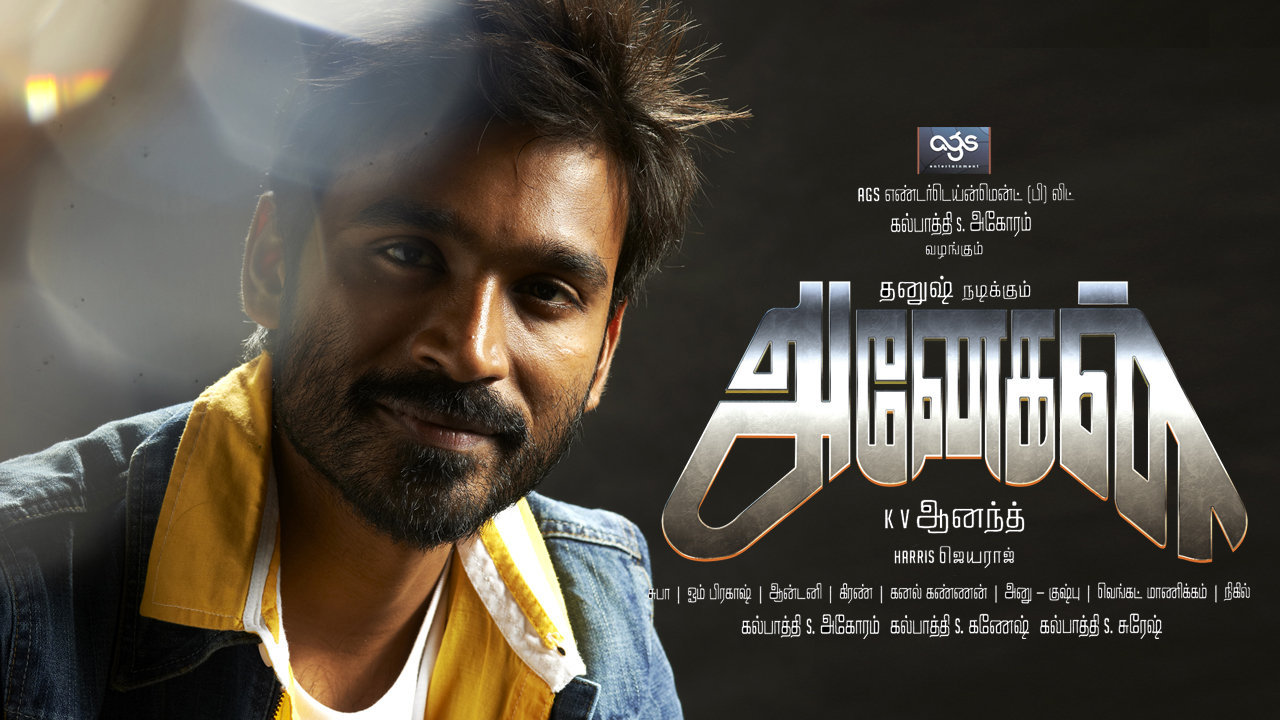 ags
entertainment
AGS எண்டர்டெய்ன்மென்ட் (பி) லிட்
கல்பாத்தி S. அகோரம்
வழங்கும்
தனுஷ் நடிக்கும்
அனேகன்
K V ஆனந்த்
HARRIS ஜெயராஜ்
சுபா | ஓம் பிரகாஷ் | ஆன்டனி | கிரண் | கனல் கண்ணன் | அனு – குஷ்பு | வெங்கட் மாணிக்கம் | நிகில்
கல்பாத்தி S. அகோரம் கல்பாத்தி S. கணேஷ் கல்பாத்தி S. சுரேஷ்